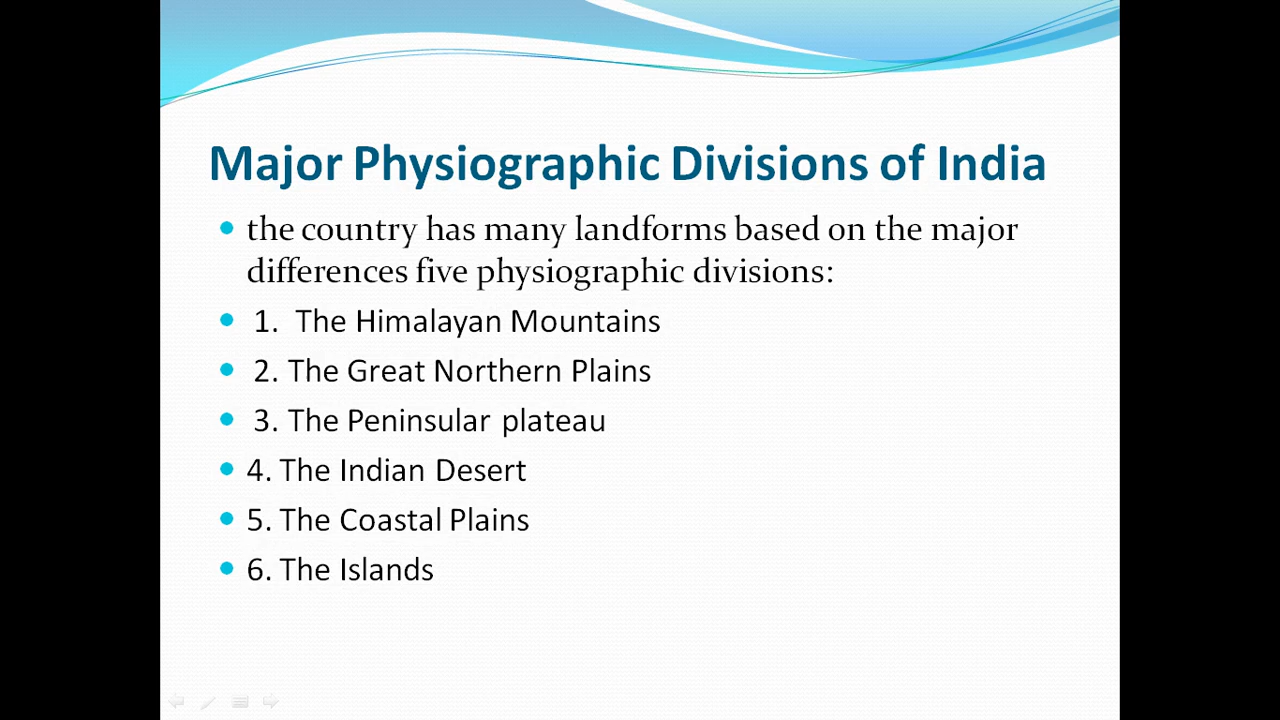 Major Physiographic Divisions of India
the country has many landforms based on the major
differences five physiographic divisions:
1. The Himalayan Mountains
2. The Great Northern Plains
3. The Peninsular plateau
4. The Indian Desert
5. The Coastal Plains
6. The Islands